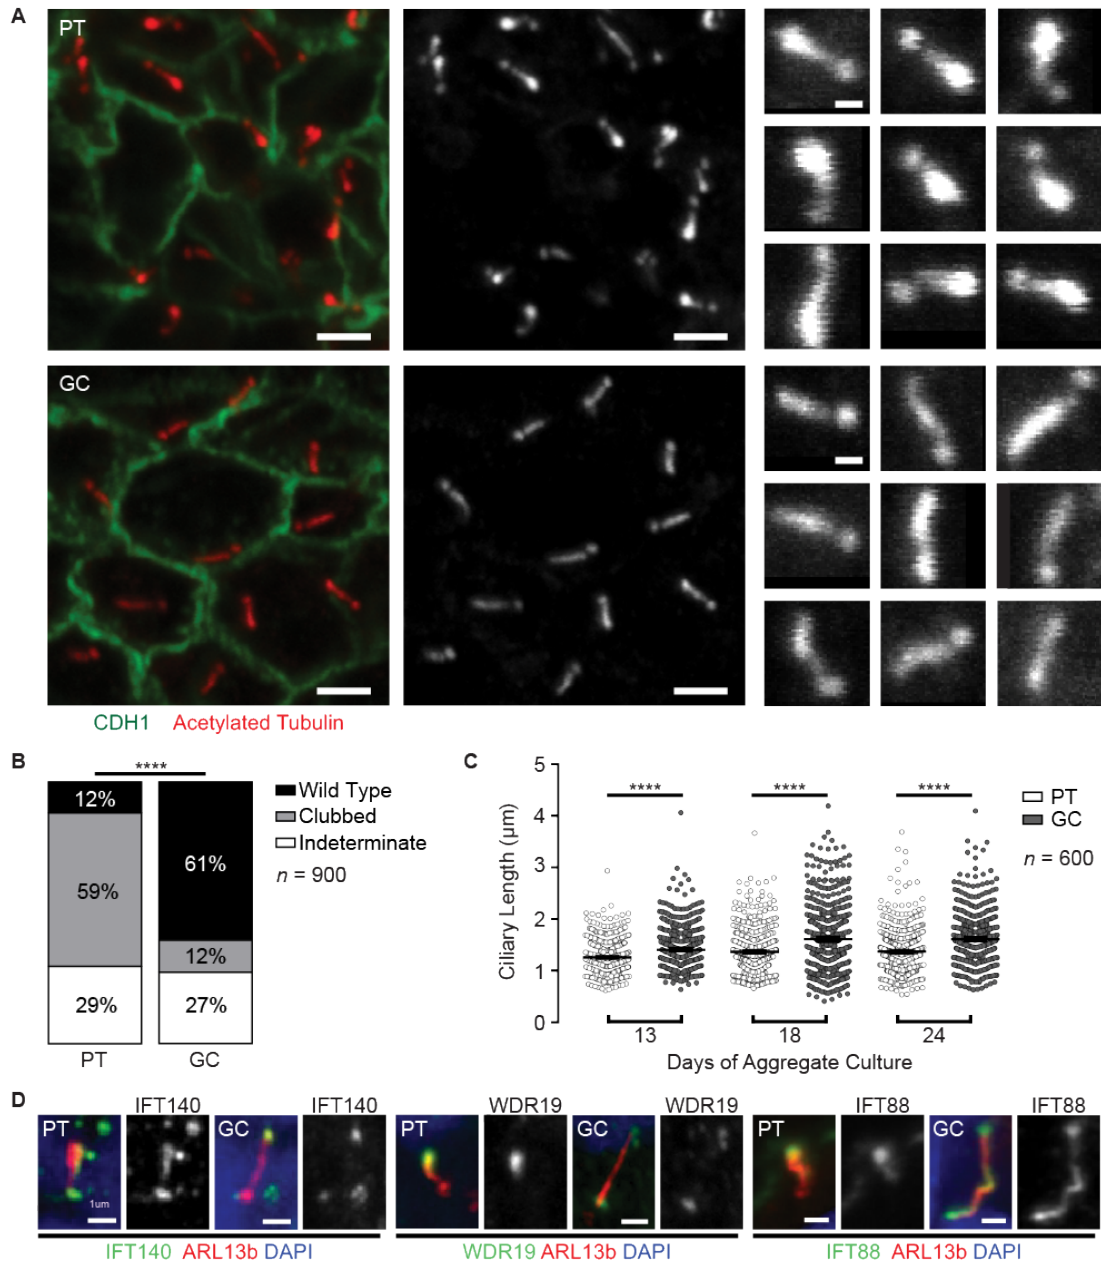 A
PT
GC
CDH1 Acetylated Tubulin
B
****
12%
59%
29%
61%
12%
27%
PT
GC
Wild Type
Clubbed
Indeterminate
n = 900
C
5
4
3
2
1
0
Ciliary Length (µm)
****
****
****
PT
GC
n = 600
13
18
24
Days of Aggregate Culture
D
IFT140
IFT140
WDR19
WDR19
IFT88
IFT88
PT
GC
PT
GC
PT
GC
1um
IFT140 ARL13b DAPI
WDR19 ARL13b DAPI
IFT88 ARL13b DAPI